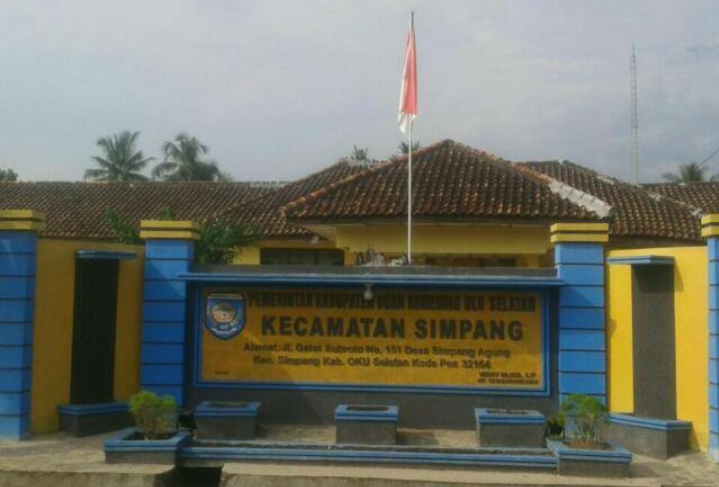 PEMERINTAH KABUPATEN OGAN KOMERING ULU SELATAN
KECAMATAN SIMPANG
Alamat: Jl. Gatot Subroto No. 151 Desa Simpang Agung
Kec. Simpang Kab. OKU Selatan Kode Pos 32164